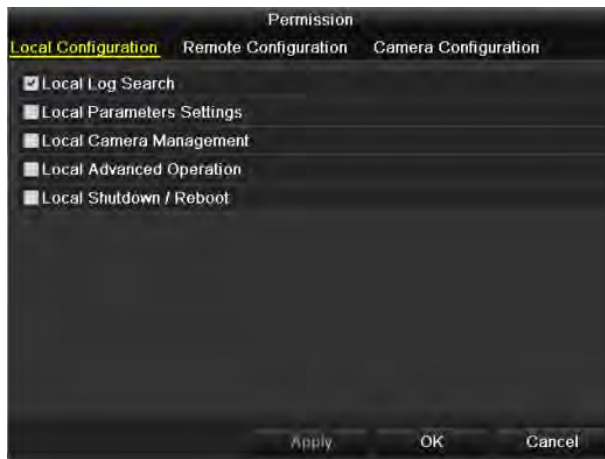 Permission
Local Configuration Remote Configuration Camera Configuration
Local Log Search
Local Parameters Settings
Local Camera Management
Local Advanced Operation
Local Shutdown / Reboot
Apply OK Cancel